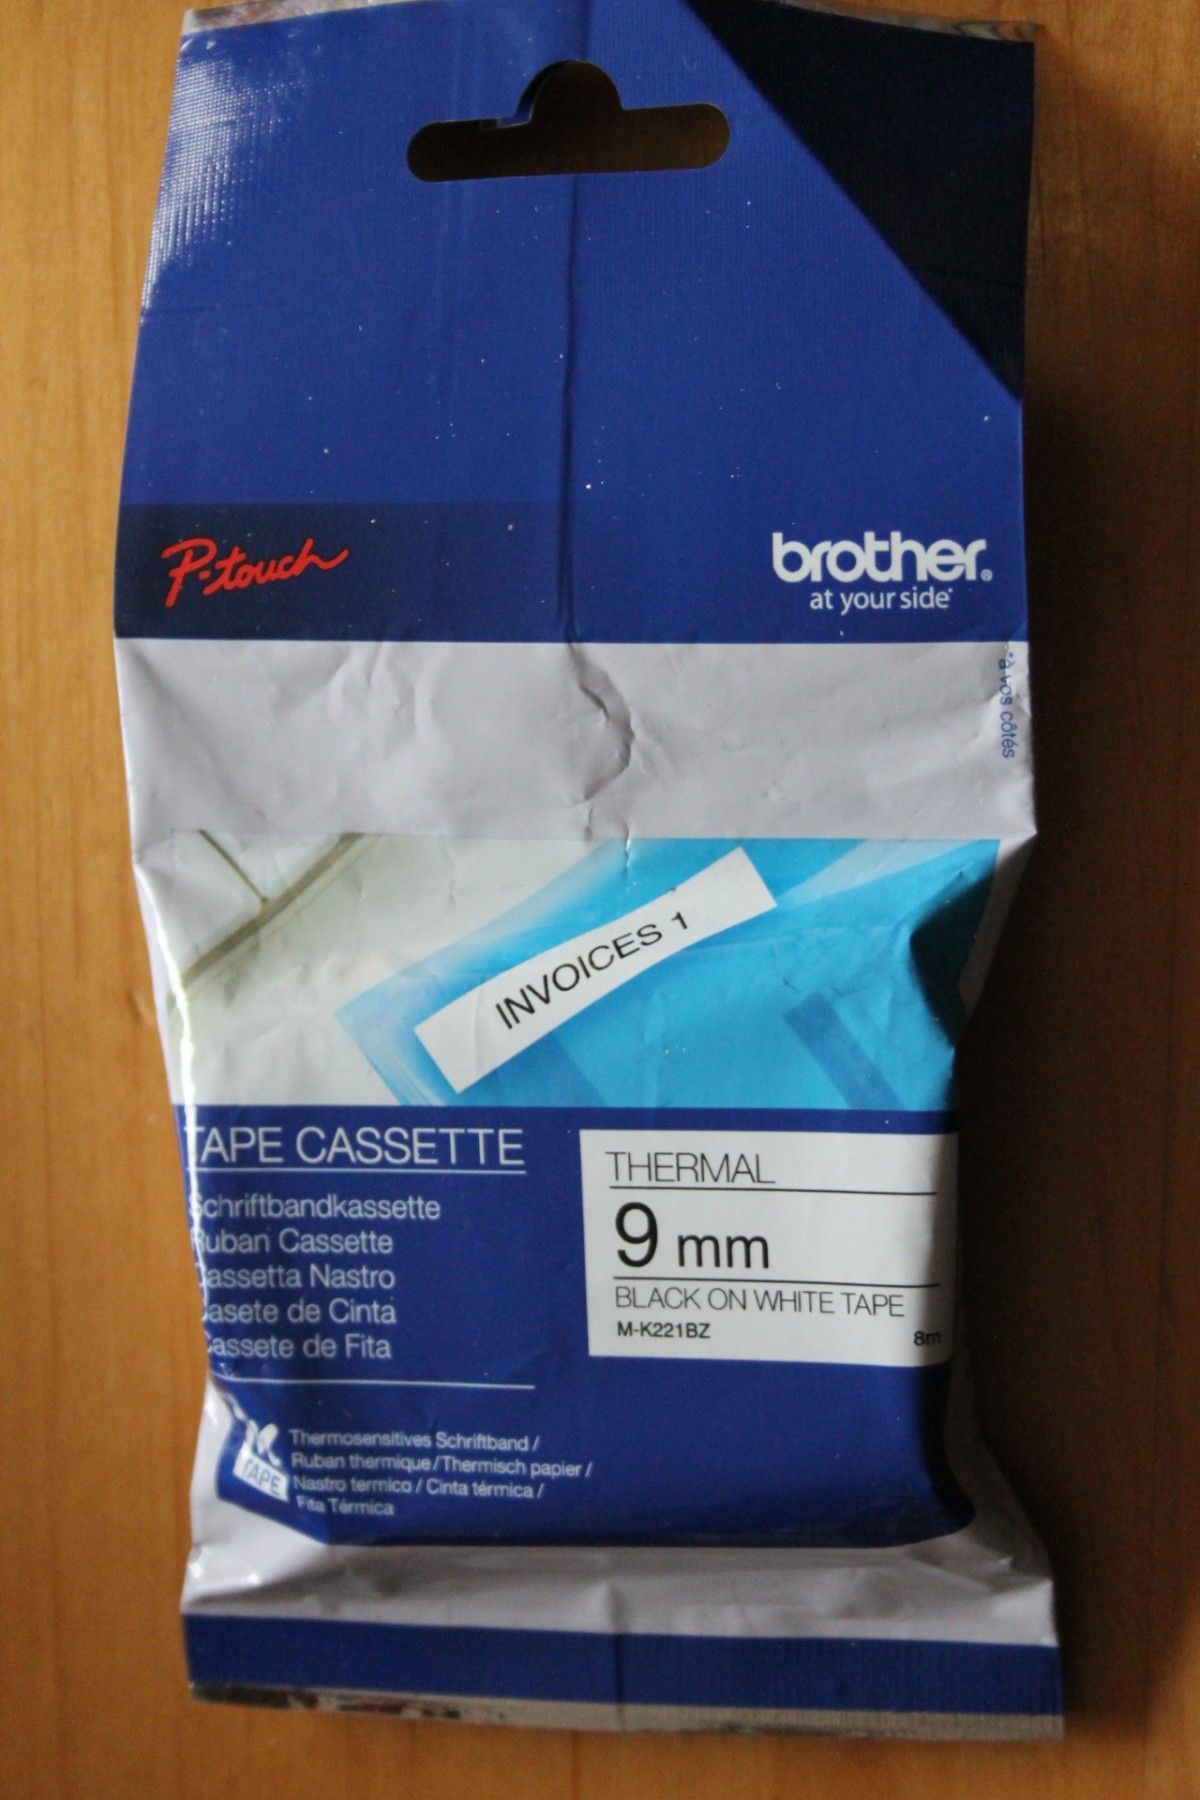 P-touch
brother®
at your side*
*à vos côtés
INVOICES 1
TAPE CASSETTE
Schriftbandkassette
Ruban Cassette
Cassetta Nastro
Casete de Cinta
Cassete de Fita
THERMAL
9 mm
BLACK ON WHITE TAPE
M-K221BZ 8m
TAPE
Thermosensitives Schriftband /
Ruban thermique / Thermisch papier /
Nastro termico / Cinta térmica /
Fita Térmica